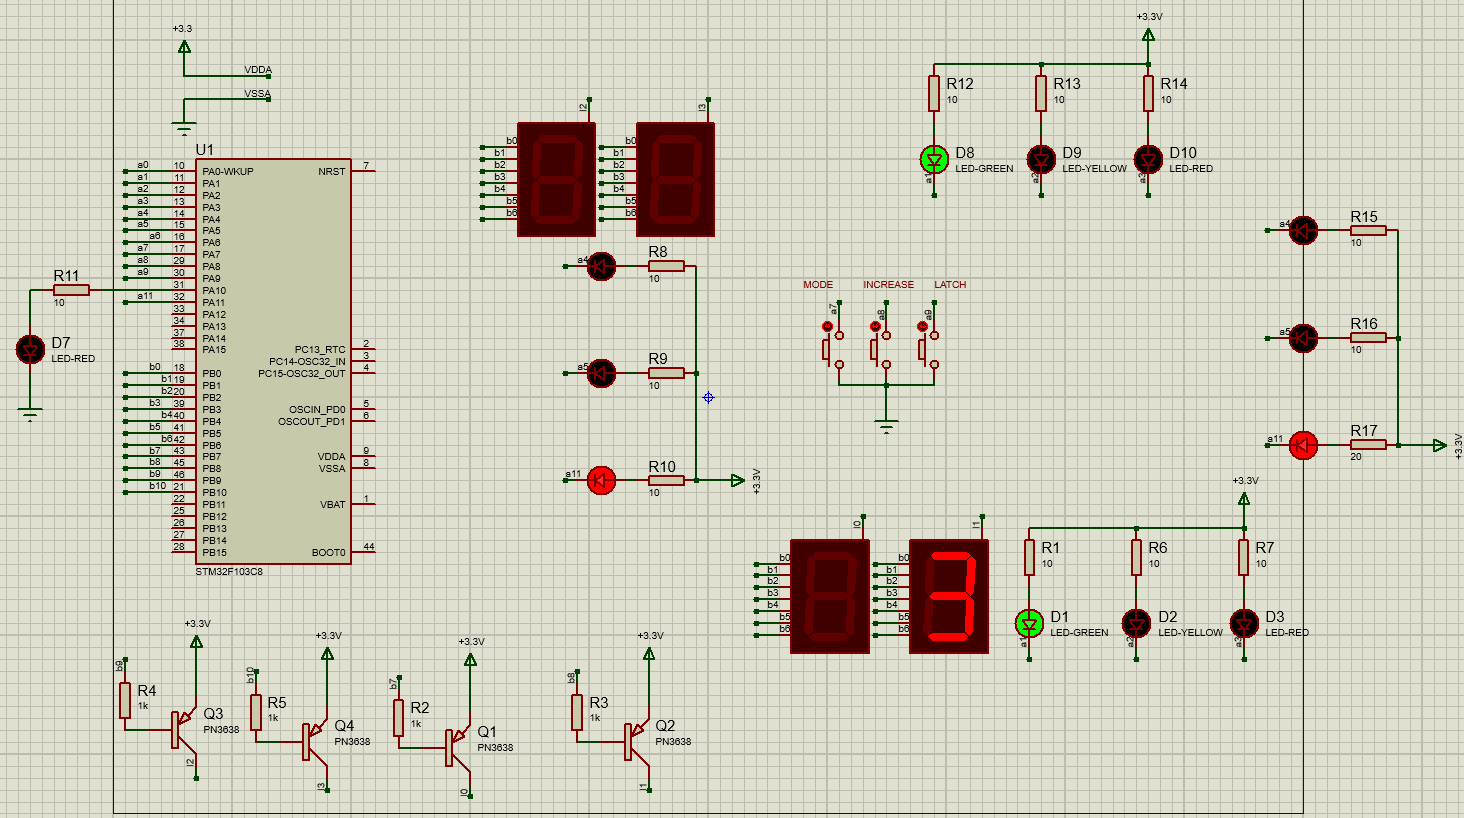 +3.3
VDDA
VSSA
U1
a0 10 PA0-WKUP NRST 7
a1 11 PA1
a2 12 PA2
a3 13 PA3
a4 14 PA4
a5 15 PA5
a6 16 PA6
a7 17 PA7
a8 29 PA8
a9 30 PA9
31 PA10
a11 32 PA11
33 PA12
34 PA13
37 PA14
38 PA15
PC13_RTC 2
PC14-OSC32_IN 3
b0 18 PB0 PC15-OSC32_OUT 4
b1 19 PB1
b2 20 PB2
b3 39 PB3 OSCIN_PD0 5
b4 40 PB4 OSCOUT_PD1 6
b5 41 PB5
b6 42 PB6
b7 43 PB7 VDDA 9
b8 45 PB8 VSSA 8
b9 46 PB9
b10 21 PB10
22 PB11 VBAT 1
25 PB12
26 PB13
27 PB14
28 PB15 BOOT0 44
STM32F103C8
R11
10
D7
LED-RED
I2
b0
b1
b2
b3
b4
b5
b6
I3
b0
b1
b2
b3
b4
b5
b6
a4 R8
10
a5 R9
10
a11 R10
10
+3.3V
+3.3V
R12
10
R13
10
R14
10
D8
LED-GREEN
a1
D9
LED-YELLOW
a2
D10
LED-RED
a3
MODE INCREASE LATCH
a7 a8 a9
a4 R15
10
a5 R16
10
a11 R17
20
+3.3V
I0
b0
b1
b2
b3
b4
b5
b6
I1
b0
b1
b2
b3
b4
b5
b6
3
+3.3V
R1
10
R6
10
R7
10
D1
LED-GREEN
a1
D2
LED-YELLOW
a2
D3
LED-RED
a3
+3.3V
b9
R4
1k
Q3
PN3638
I2
+3.3V
b10
R5
1k
Q4
PN3638
I3
+3.3V
b7
R2
1k
Q1
PN3638
I0
+3.3V
b8
R3
1k
Q2
PN3638
I1